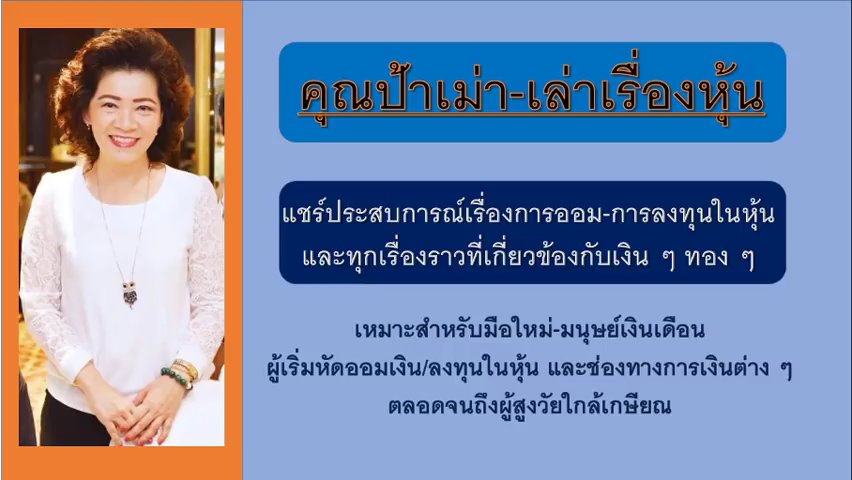 คุณป้าเม่า-เล่าเรื่องหุ้น
แชร์ประสบการณ์เรื่องการออม-การลงทุนในหุ้น
และทุกเรื่องราวที่เกี่ยวข้องกับเงิน ๆ ทอง ๆ
เหมาะสำหรับมือใหม่-มนุษย์เงินเดือน
ผู้เริ่มหัดออมเงิน/ลงทุนในหุ้น และช่องทางการเงินต่าง ๆ
ตลอดจนถึงผู้สูงวัยใกล้เกษียณ